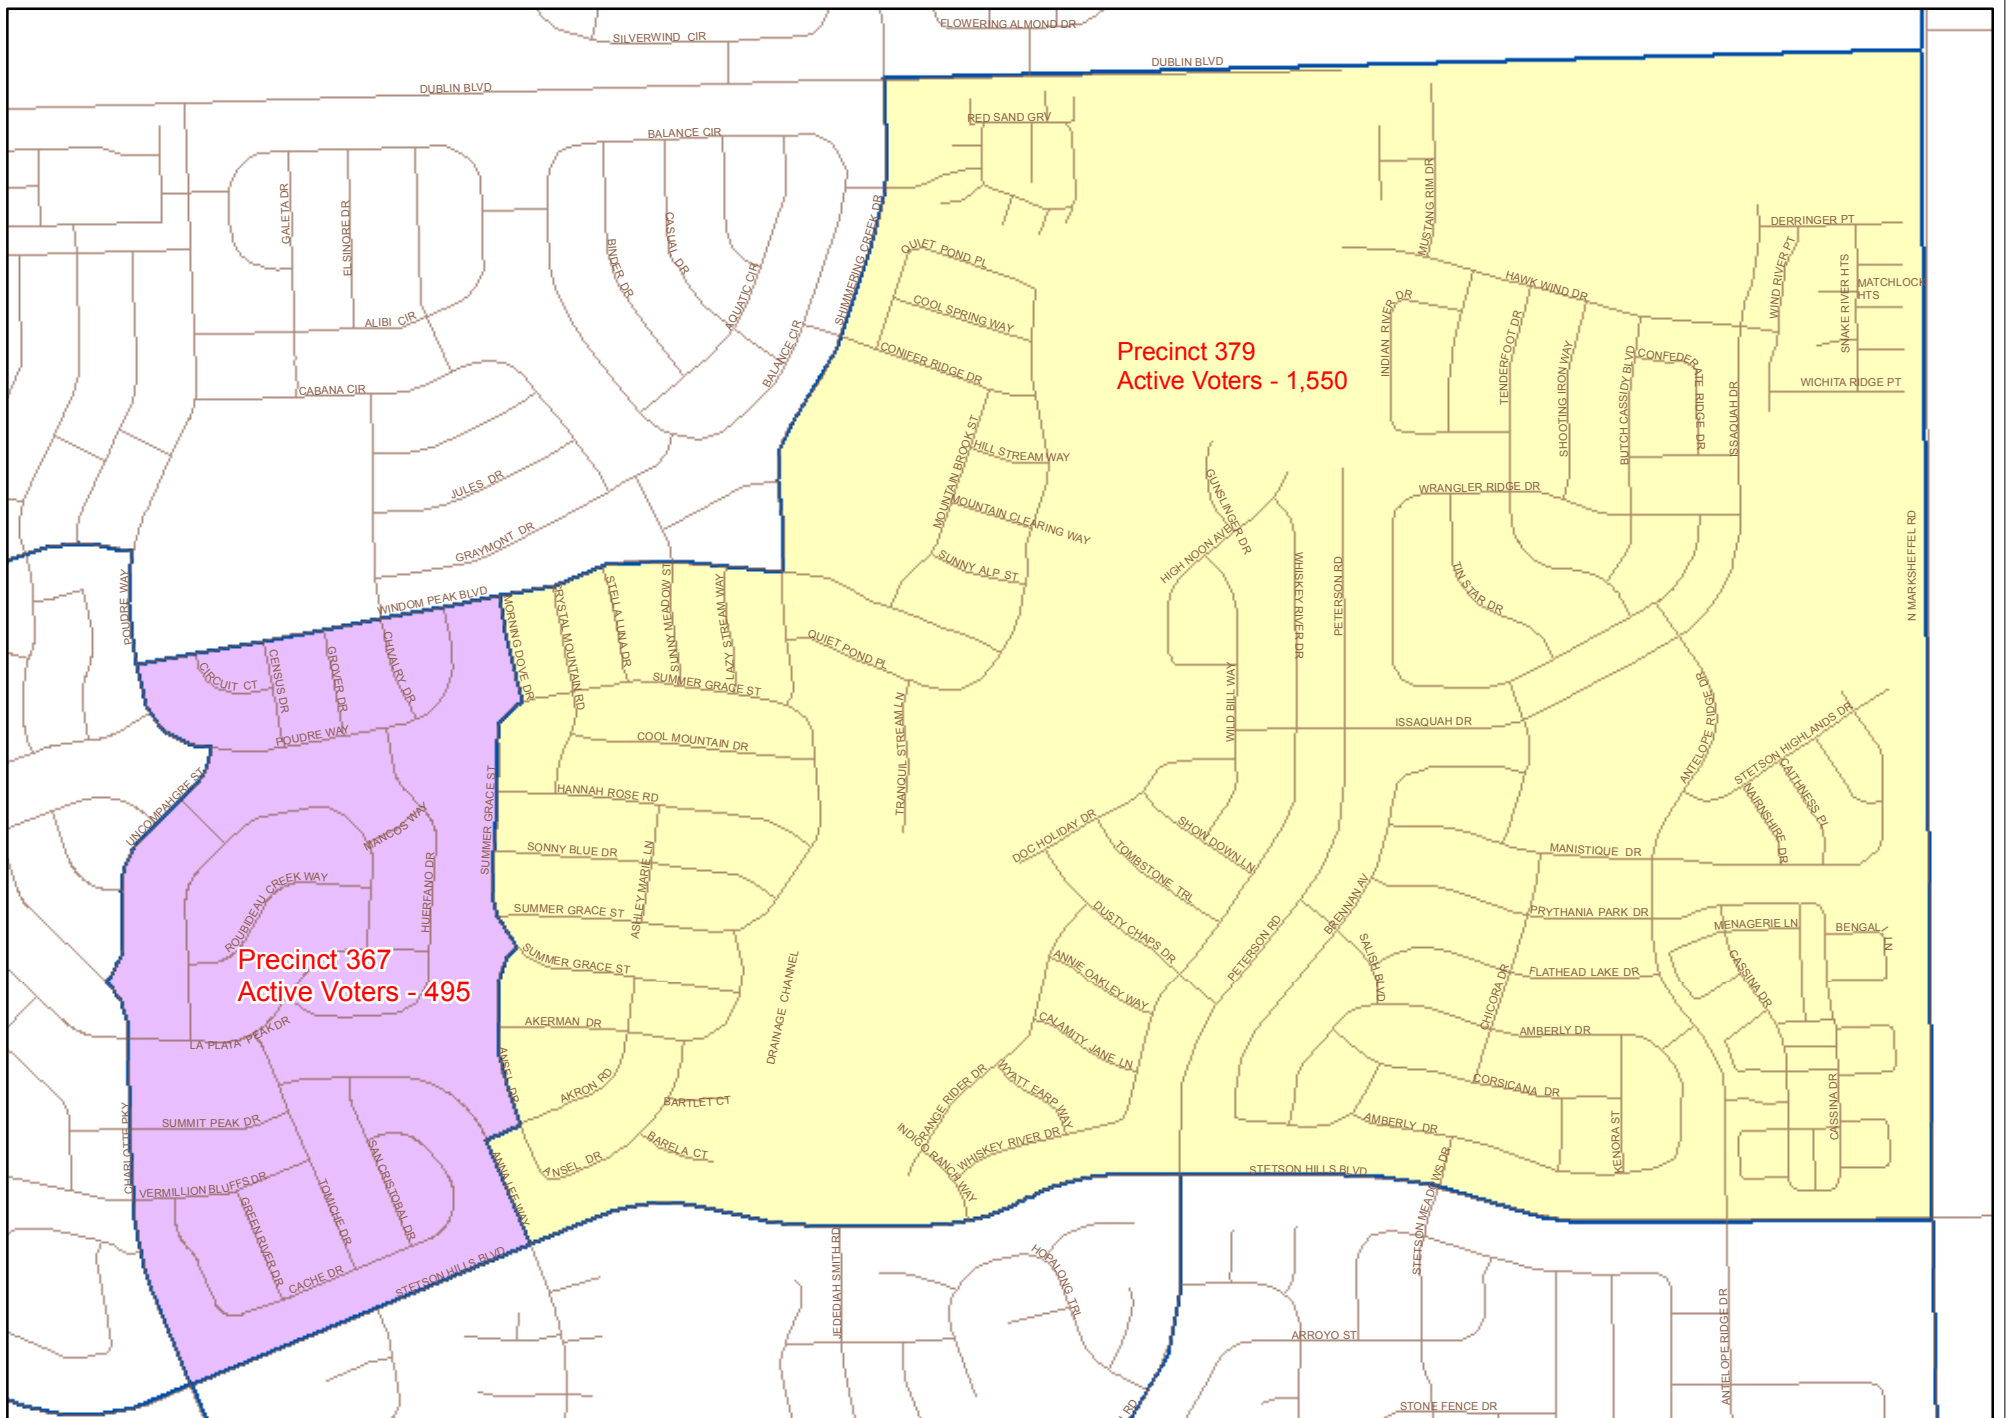 FLOWERING ALMOND DR
SILVERWIND CIR
DUBLIN BLVD
DUBLIN BLVD
RED SAND GRV
BALANCE CIR
GALETA DR
ELSINORE DR
BINDER DR
CASUAL DR
AQUATIC CIR
BALANCE CIR
SHIMMERING CREEK DR
ALIBI CIR
CABANA CIR
JULES DR
GRAYMONT DR
QUIET POND PL
COOL SPRING WAY
CONIFER RIDGE DR
MOUNTAIN BROOK ST
HILL STREAM WAY
MOUNTAIN CLEARING WAY
SUNNY ALP ST
MUSTANG RIM DR
DERRINGER PT
WIND RIVER PT
SNAKE RIVER HTS
MATCHLOCK
HTS
WICHITA RIDGE PT
HAWK WIND DR
INDIAN RIVER DR
TENDERFOOT DR
SHOOTING IRON WAY
BUTCH CASSIDY BLVD
CONFEDERATE RIDGE DR
ISSAQUAH DR
Precinct 379
Active Voters - 1,550
WRANGLER RIDGE DR
TIN STAR DR
GUNSLINGER DR
HIGH NOON AVE
WHISKEY RIVER DR
PETERSON RD
N MARKSHEFFEL RD
POUDRE WAY
WINDOM PEAK BLVD
MORNING DOVE DR
CRYSTAL MOUNTAIN RD
STELLA LUNA DR
SUNNY MEADOW ST
LAZY STREAM WAY
QUIET POND PL
SUMMER GRACE ST
CIRCUIT CT
CENSUS DR
GROVER DR
CHIVALRY DR
POUDRE WAY
TRANQUIL STREAM LN
WILD BILL WAY
ISSAQUAH DR
ANTELOPE RIDGE DR
STETSON HIGHLANDS DR
CAITHNESS PL
NAIRNSHIRE DR
COOL MOUNTAIN DR
HANNAH ROSE RD
UNCOMPAHGRE ST
MANCOS WAY
SUMMER GRACE ST
SONNY BLUE DR
ASHLEY MARIE LN
DOC HOLIDAY DR
SHOW DOWN LN
TOMBSTONE TRL
MANISTIQUE DR
HUERFANO DR
ROUBIDEAU CREEK WAY
SUMMER GRACE ST
DUSTY CHAPS DR
BRENNAN AV
PRYTHANIA PARK DR
MENAGERIE LN
BENGAL LN
Precinct 367
Active Voters - 495
SUMMER GRACE ST
DRAINAGE CHANNEL
ANNIE OAKLEY WAY
PETERSON RD
SALISH BLVD
FLATHEAD LAKE DR
CASSINA DR
CHICORA DR
LA PLATA PEAK DR
AKERMAN DR
CALAMITY JANE LN
AMBERLY DR
ANSEL DR
AKRON RD
BARTLET CT
RANGE RIDER DR
WYATT EARP WAY
CORSICANA DR
CHARLOTTE PKY
SUMMIT PEAK DR
SAN CRISTOBAL DR
BARELA CT
INDIGO RANCH WAY
WHISKEY RIVER DR
AMBERLY DR
KENORA ST
CASSINA DR
ANSEL DR
ANNA LEE WAY
VERMILLION BLUFFS DR
GREEN RIVER DR
TOMICHE DR
STETSON HILLS BLVD
STETSON MEADOWS DR
CACHE DR
STETSON HILLS BLVD
JEDEDIAH SMITH RD
HOPALONG TRL
ARROYO ST
ANTELOPE RIDGE DR
STONE FENCE DR
RD